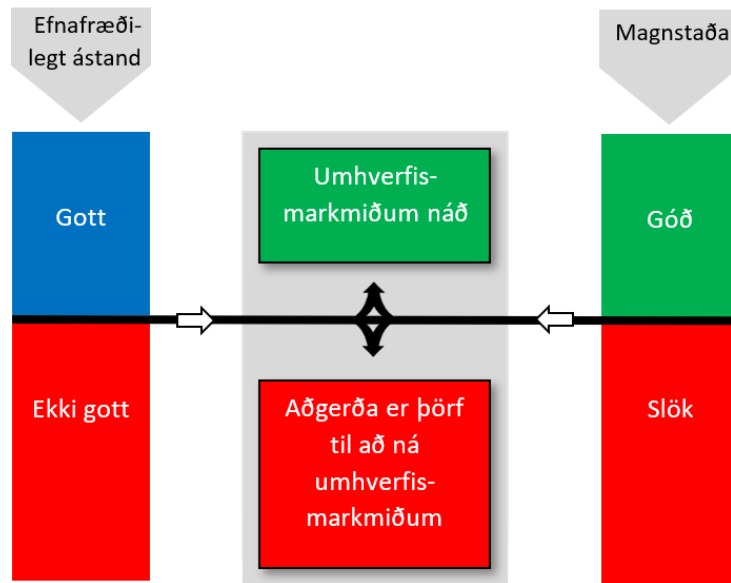 Efnafræði-
legt ástand
Magnstaða
Gott
Umhverfis-
markmiðum náð
Góð
Ekki gott
Aðgerða er þörf
til að ná
umhverfis-
markmiðum
Slök